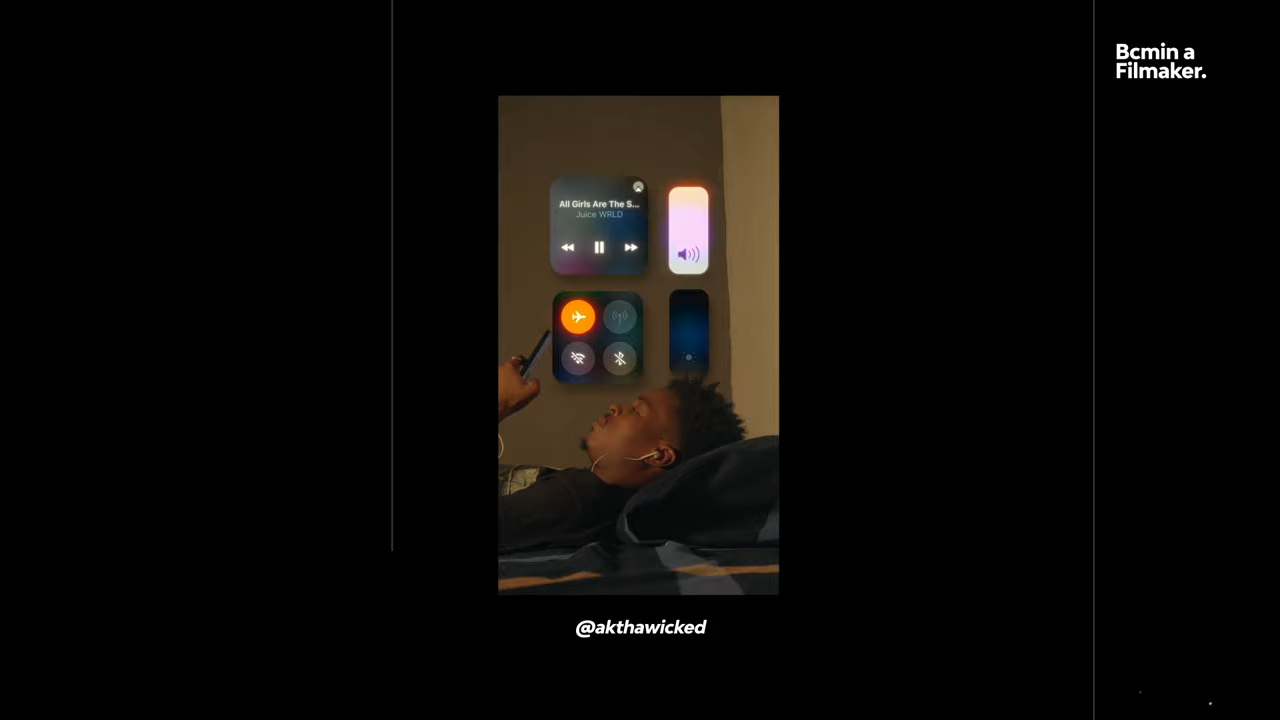 Bcmin a
Filmaker.
All Girls Are The S...
Juice WRLD
@akthawicked